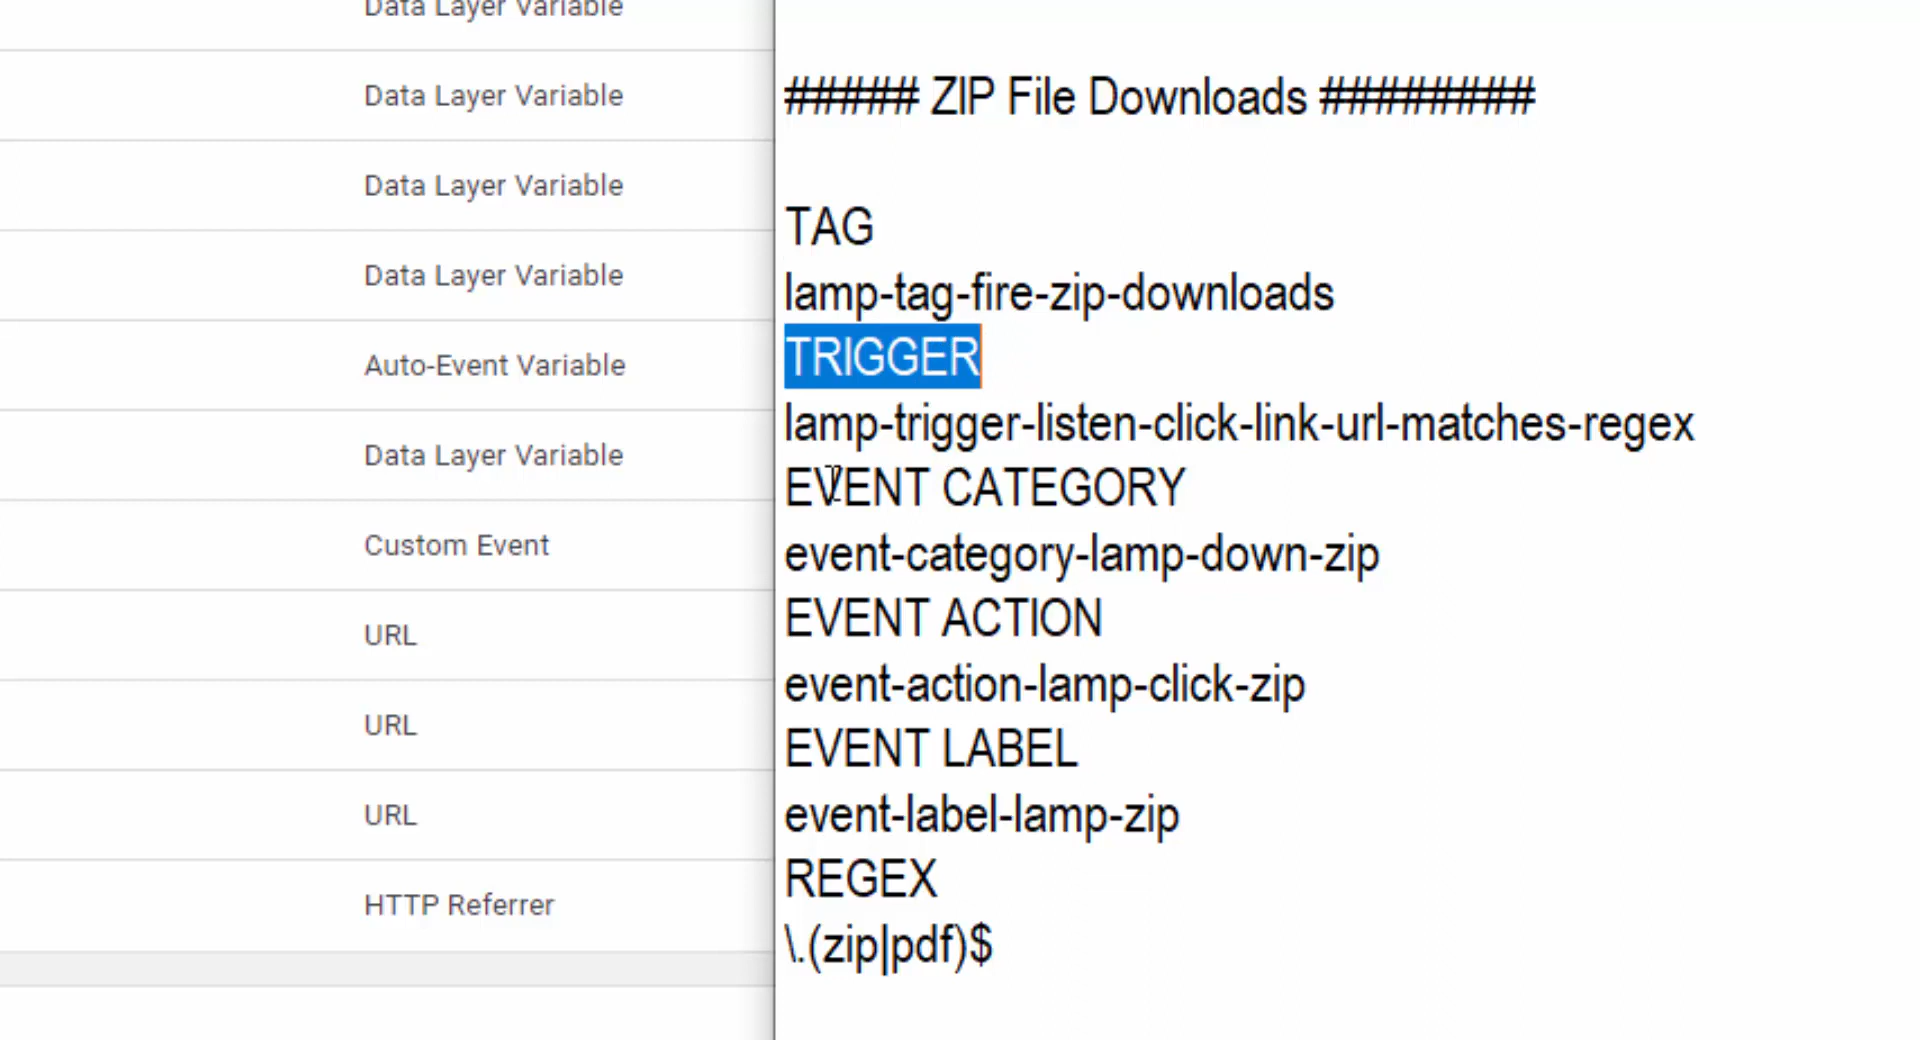 Data Layer Variable
Data Layer Variable
Data Layer Variable
Data Layer Variable
Auto-Event Variable
Data Layer Variable
Custom Event
URL
URL
URL
HTTP Referrer
##### ZIP File Downloads ########
TAG
lamp-tag-fire-zip-downloads
TRIGGER
lamp-trigger-listen-click-link-url-matches-regex
EVENT CATEGORY
event-category-lamp-down-zip
EVENT ACTION
event-action-lamp-click-zip
EVENT LABEL
event-label-lamp-zip
REGEX
\.(zip|pdf)$